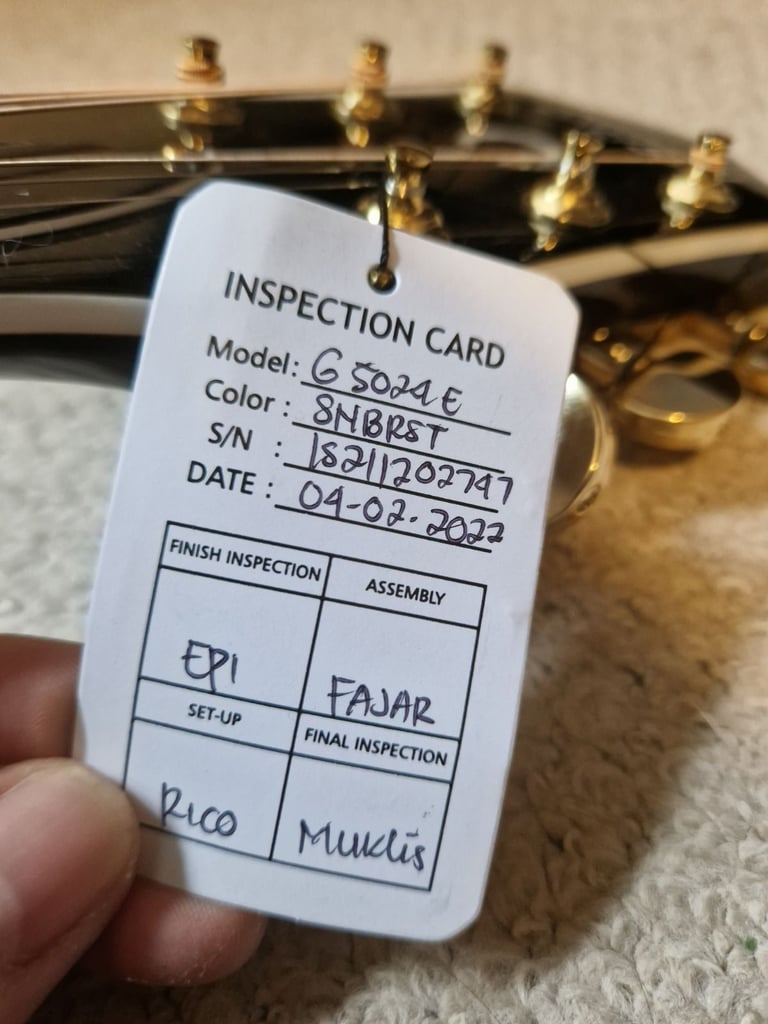 INSPECTION CARD
Model: G5024E
Color: SNBRST
S/N : IS211202747
DATE : 04-02-2022
FINISH INSPECTION ASSEMBLY
EPI FAJAR
SET-UP FINAL INSPECTION
RICO MUKLIS